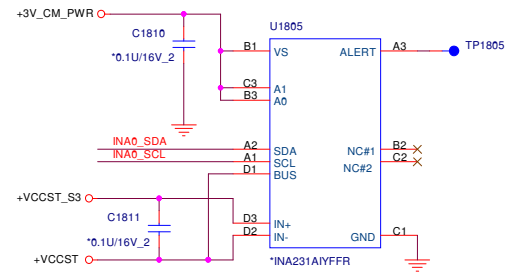 +3V_CM_PWR
C1810
*0.1U/16V_2
U1805
B1 VS ALERT A3 TP1805
C3 A1
B3 A0
INA0_SDA A2 SDA NC#1 B2
INA0_SCL A1 SCL NC#2 C2
D1 BUS
+VCCST_S3
C1811
*0.1U/16V_2
D3 IN+
D2 IN- GND C1
+VCCST
*INA231AIYFFR